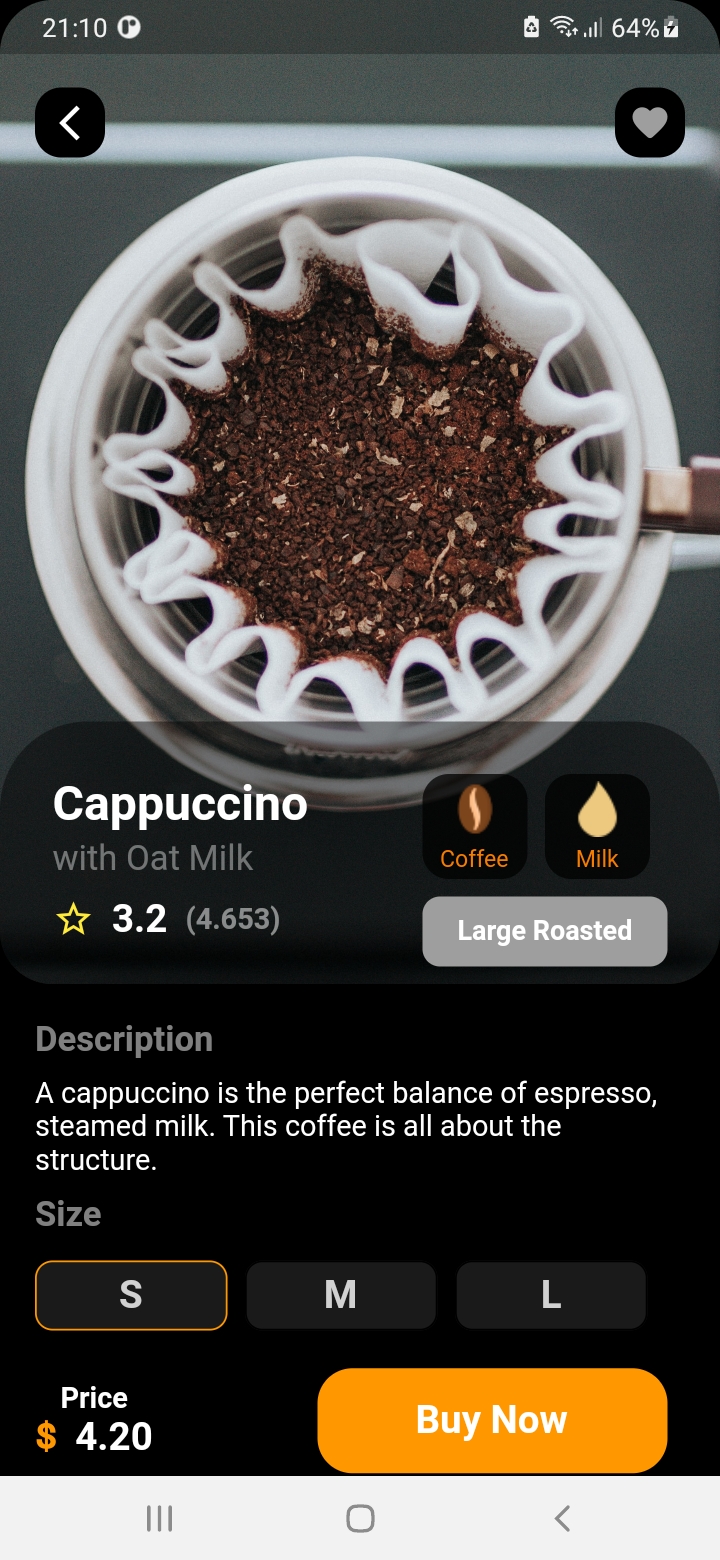 21:10 64%
Cappuccino
with Oat Milk
3.2 (4.653)
Coffee Milk
Large Roasted
Description
A cappuccino is the perfect balance of espresso,
steamed milk. This coffee is all about the
structure.
Size
S M L
Price
$ 4.20
Buy Now